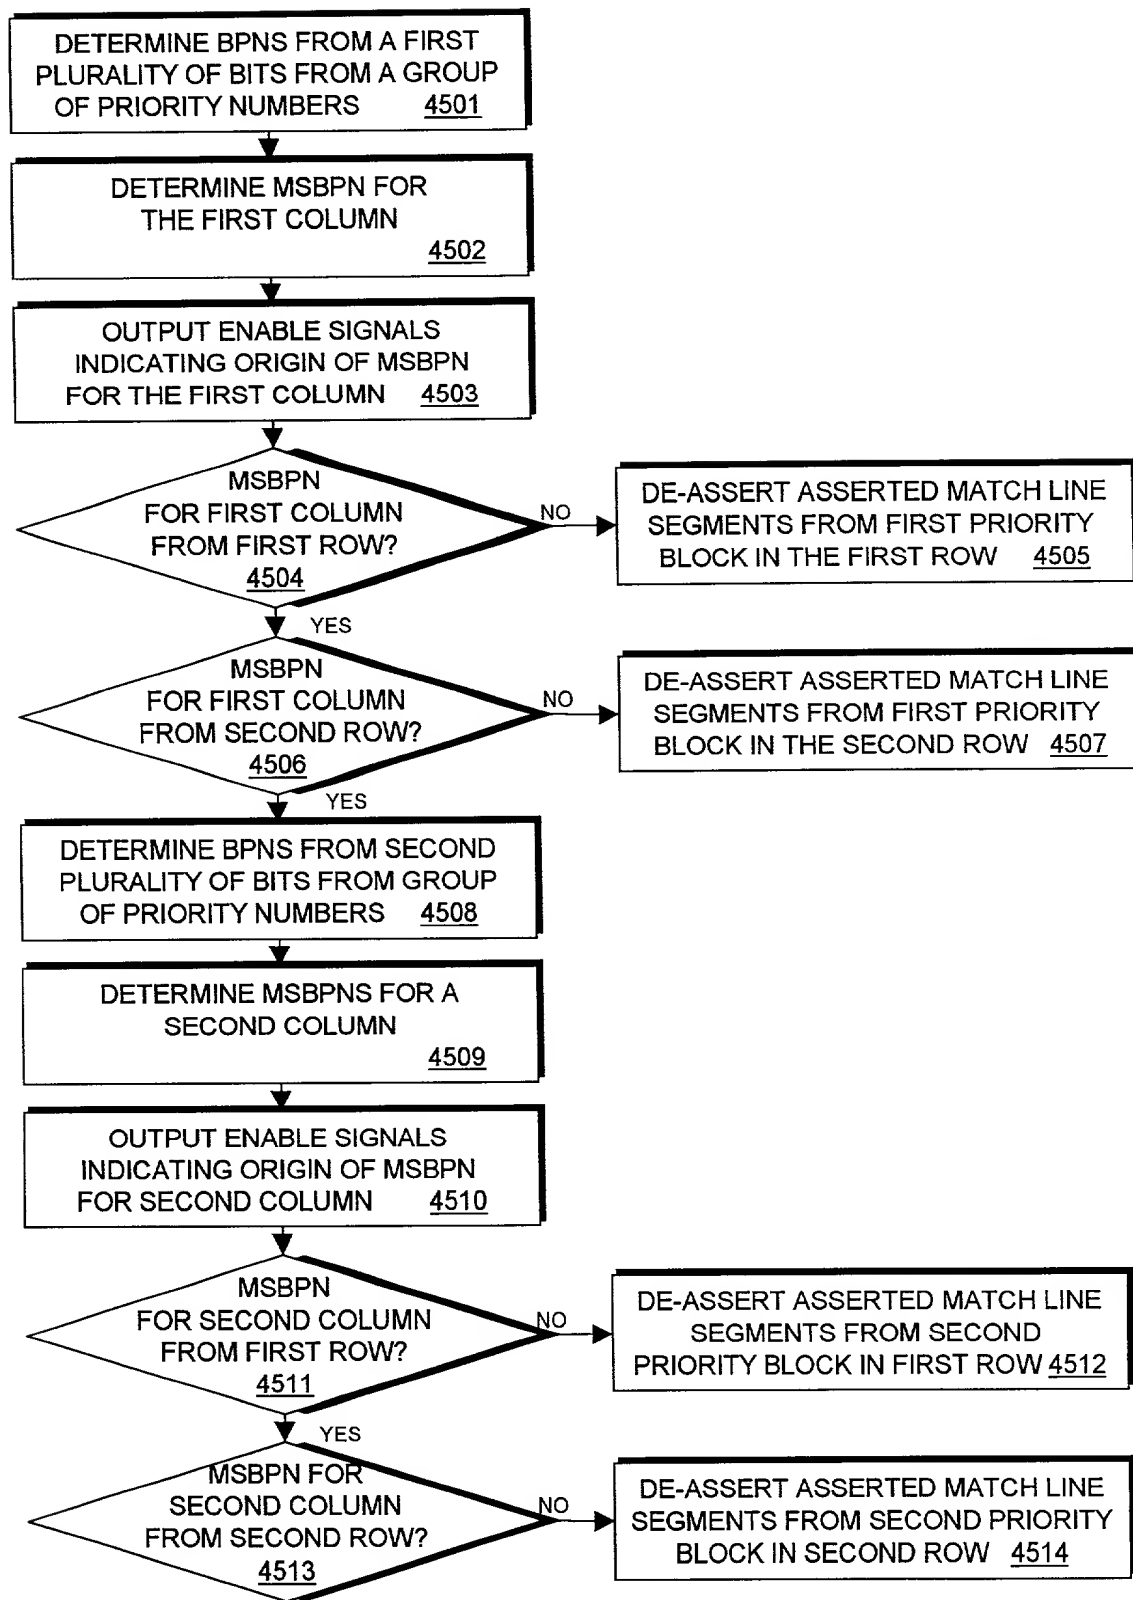 DETERMINE BPNS FROM A FIRST
PLURALITY OF BITS FROM A GROUP
OF PRIORITY NUMBERS 4501
DETERMINE MSBPN FOR
THE FIRST COLUMN
4502
OUTPUT ENABLE SIGNALS
INDICATING ORIGIN OF MSBPN
FOR THE FIRST COLUMN 4503
MSBPN
FOR FIRST COLUMN
FROM FIRST ROW?
4504
NO
DE-ASSERT ASSERTED MATCH LINE
SEGMENTS FROM FIRST PRIORITY
BLOCK IN THE FIRST ROW 4505
YES
MSBPN
FOR FIRST COLUMN
FROM SECOND ROW?
4506
NO
DE-ASSERT ASSERTED MATCH LINE
SEGMENTS FROM FIRST PRIORITY
BLOCK IN THE SECOND ROW 4507
YES
DETERMINE BPNS FROM SECOND
PLURALITY OF BITS FROM GROUP
OF PRIORITY NUMBERS 4508
DETERMINE MSBPNS FOR A
SECOND COLUMN
4509
OUTPUT ENABLE SIGNALS
INDICATING ORIGIN OF MSBPN
FOR SECOND COLUMN 4510
MSBPN
FOR SECOND COLUMN
FROM FIRST ROW?
4511
NO
DE-ASSERT ASSERTED MATCH LINE
SEGMENTS FROM SECOND
PRIORITY BLOCK IN FIRST ROW 4512
YES
MSBPN FOR
SECOND COLUMN
FROM SECOND ROW?
4513
NO
DE-ASSERT ASSERTED MATCH LINE
SEGMENTS FROM SECOND PRIORITY
BLOCK IN SECOND ROW 4514